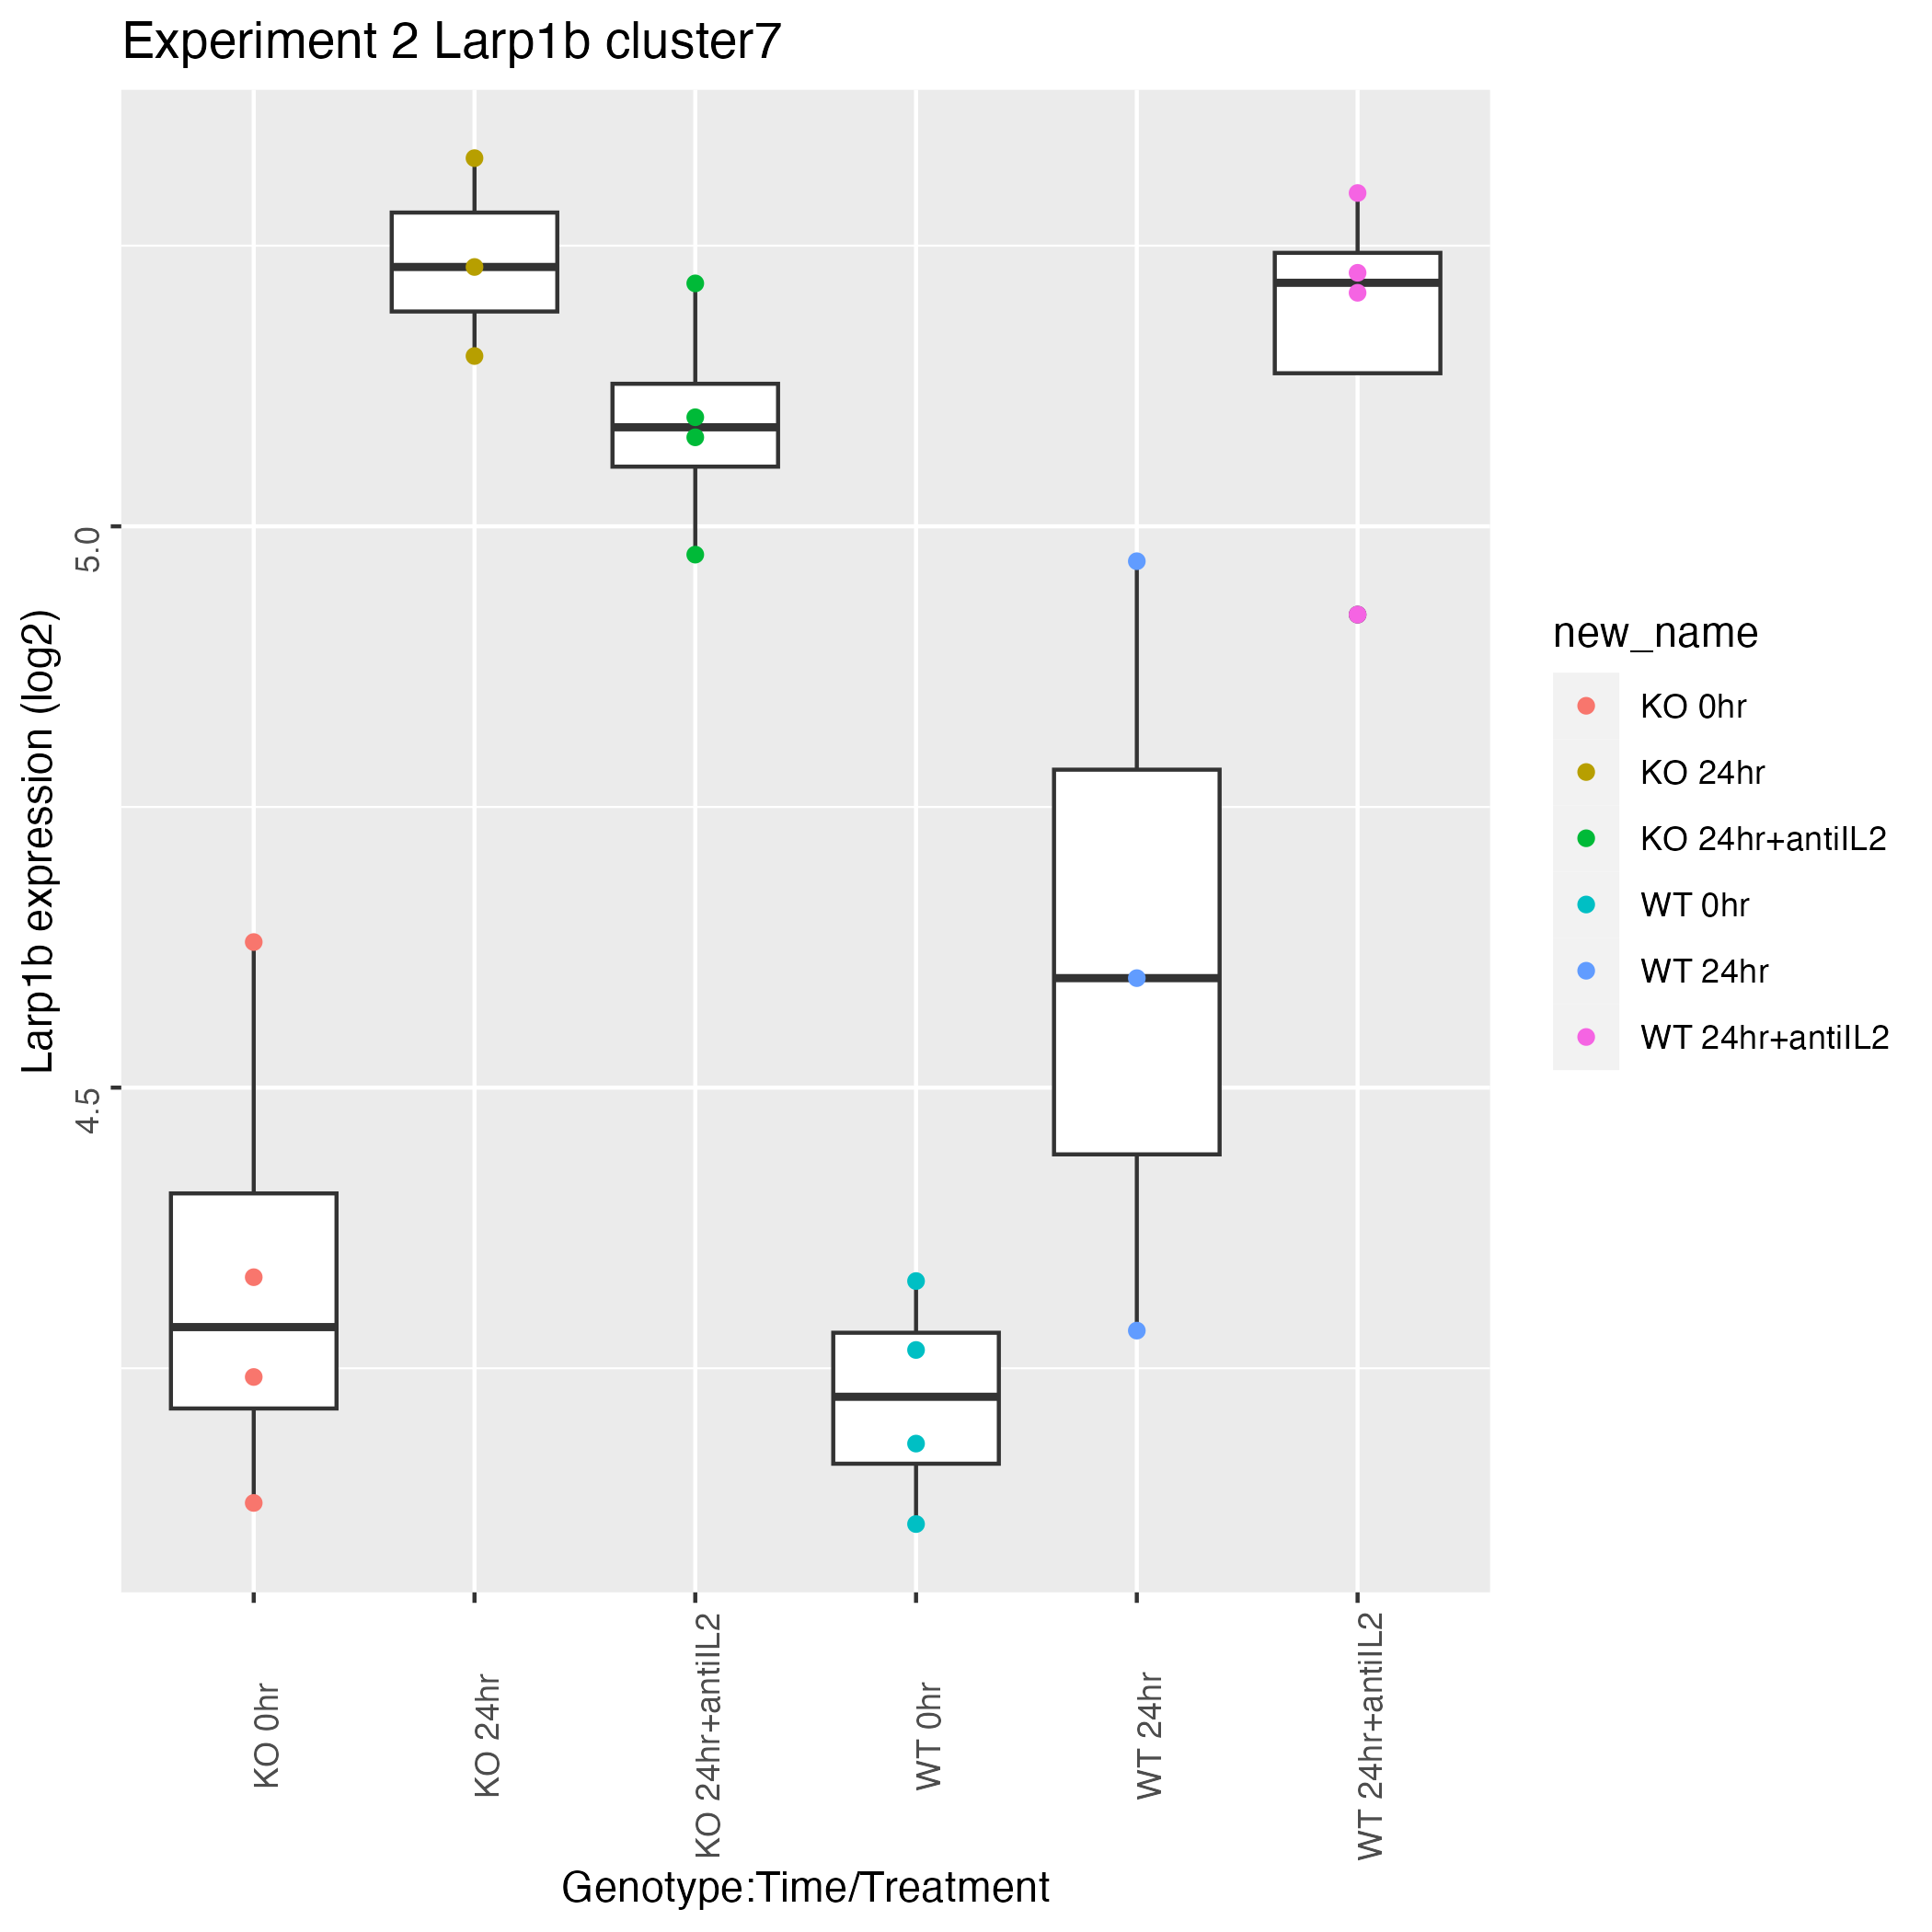 Experiment 2 Larp1b cluster7
Larp1b expression (log2)
5.0
4.5
KO 0hr
KO 24hr
KO 24hr+antiIL2
WT 0hr
WT 24hr
WT 24hr+antiIL2
Genotype:Time/Treatment
new_name
KO 0hr
KO 24hr
KO 24hr+antiIL2
WT 0hr
WT 24hr
WT 24hr+antiIL2